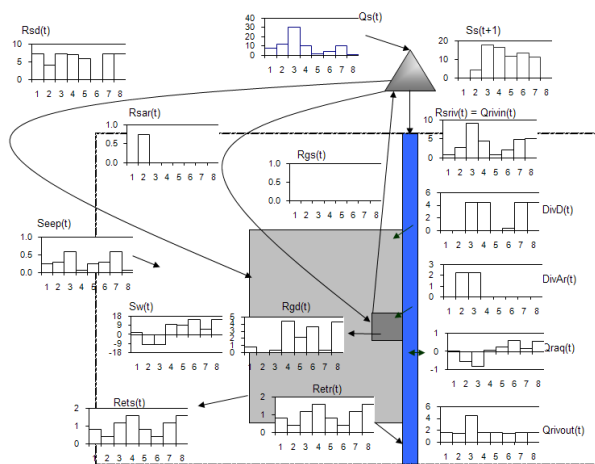 Rsd(t)
10
5
0
1 2 3 4 5 6 7 8
Qs(t)
40
30
20
10
0
1 2 3 4 5 6 7 8
Ss(t+1)
20
10
0
1 2 3 4 5 6 7 8
Rsar(t)
1.0
0.5
0.0
1 2 3 4 5 6 7 8
Rsriv(t) = Qrivin(t)
10
5
0
1 2 3 4 5 6 7 8
Rgs(t)
1.0
0.5
0.0
1 2 3 4 5 6 7 8
DivD(t)
6
4
2
0
1 2 3 4 5 6 7 8
Seep(t)
1.0
0.5
0.0
1 2 3 4 5 6 7 8
DivAr(t)
3
2
1
0
1 2 3 4 5 6 7 8
Sw(t)
18
9
0
-9
-18
1 2 3 4 5 6 7 8
Rgd(t)
5
4
3
2
1
0
1 2 3 4 5 6 7 8
Qraq(t)
1
0
-1
1 2 3 4 5 6 7 8
Rets(t)
2
1
0
1 2 3 4 5 6 7 8
Retr(t)
2
1
0
1 2 3 4 5 6 7 8
Qrivout(t)
6
4
2
0
1 2 3 4 5 6 7 8